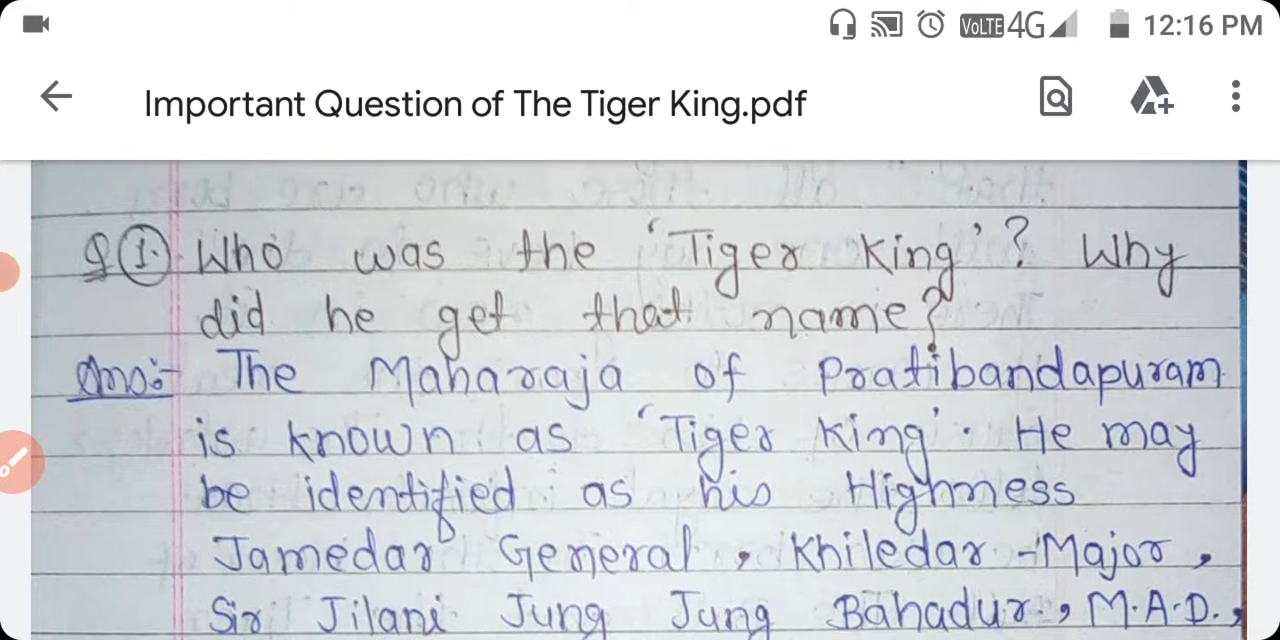 VoLTE 4G 12:16 PM
Important Question of The Tiger King.pdf
Q ① Who was the 'Tiger King'? Why
did he get that name?
Ans:- The Maharaja of Pratibandapuram
is known as 'Tiger King'. He may
be identified as his Highness
Jamedar General, Khiledar -Major,
Sir Jilani Jung Jung Bahadur, M.A.D.,